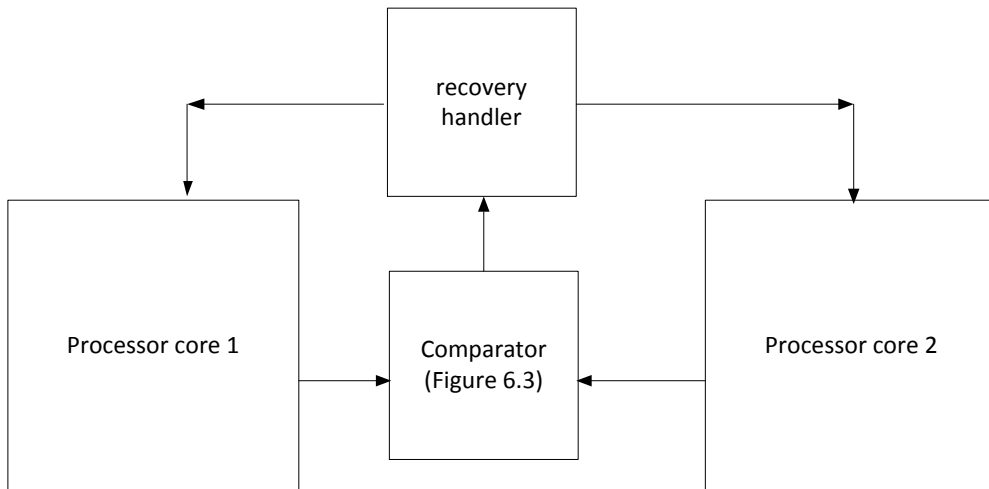 recovery
handler
Processor core 1
Comparator
(Figure 6.3)
Processor core 2